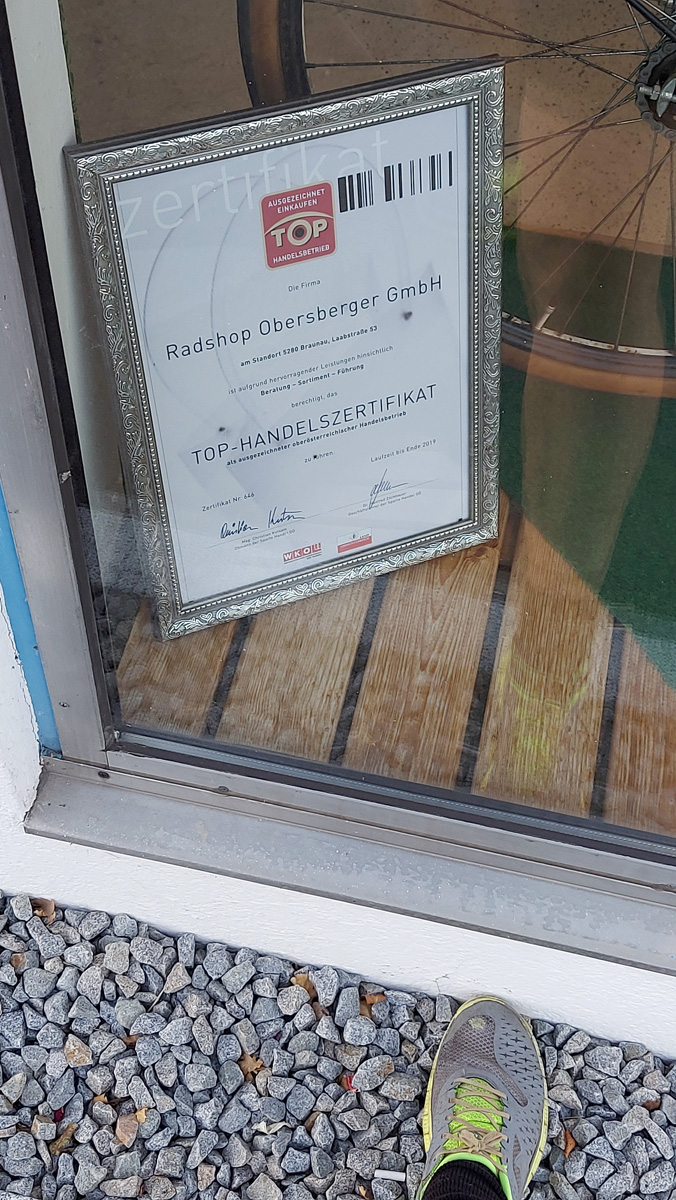 zertifikat
AUSGEZEICHNET
EINKAUFEN
TOP
HANDELSBETRIEB
Die Firma
Radshop Obersberger GmbH
am Standort 5280 Braunau, Laabstraße 53
ist aufgrund hervorragender Leistungen hinsichtlich
Beratung – Sortiment – Führung
berechtigt, das
TOP-HANDELSZERTIFIKAT
als ausgezeichneter oberösterreichischer Handelsbetrieb
zu führen.
Laufzeit bis Ende 2019
Zertifikat Nr. 646
WKO